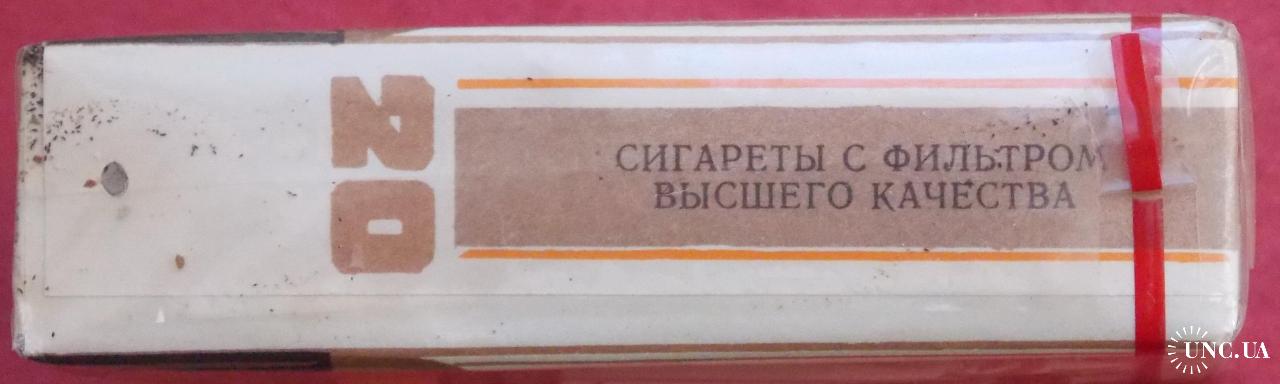 20
СИГАРЕТЫ С ФИЛЬТРОМ
ВЫСШЕГО КАЧЕСТВА
UNC.UA